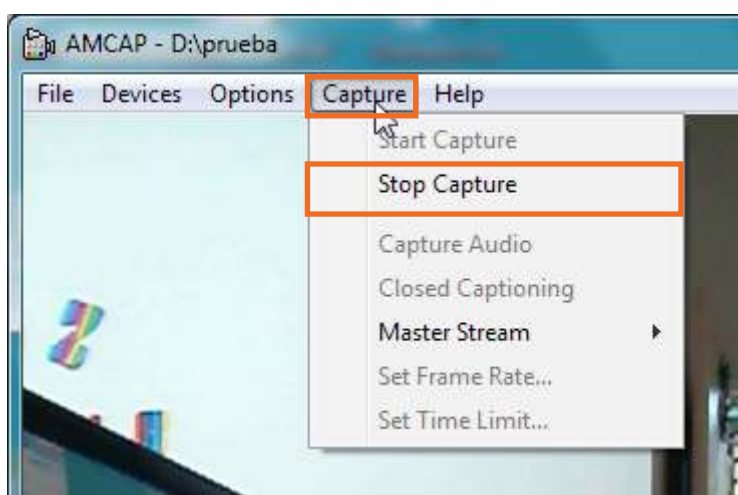 AMCAP - D:\prueba
File Devices Options Capture Help
Start Capture
Stop Capture
Capture Audio
Closed Captioning
Master Stream
Set Frame Rate...
Set Time Limit...